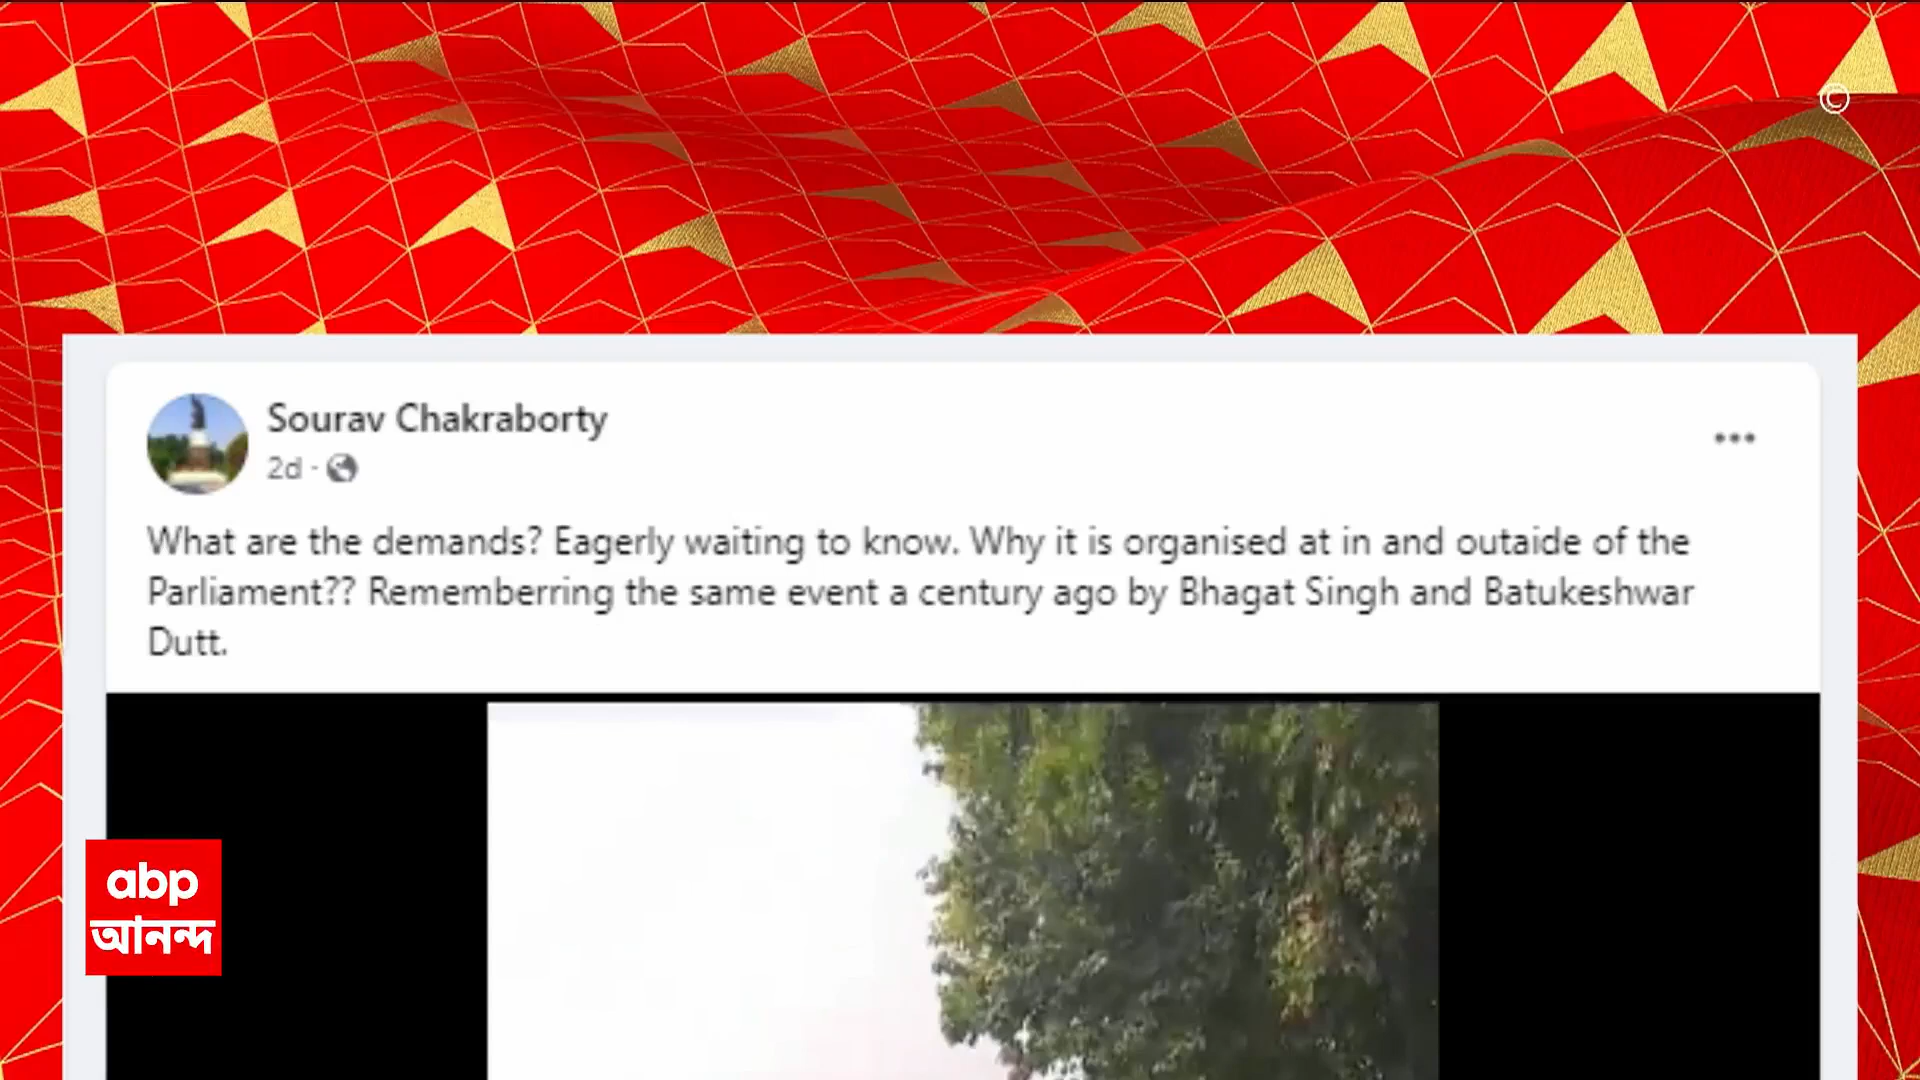 ©
Sourav Chakraborty
2d ·
What are the demands? Eagerly waiting to know. Why it is organised at in and outaide of the
Parliament?? Rememberring the same event a century ago by Bhagat Singh and Batukeshwar
Dutt.
abp
আনন্দ